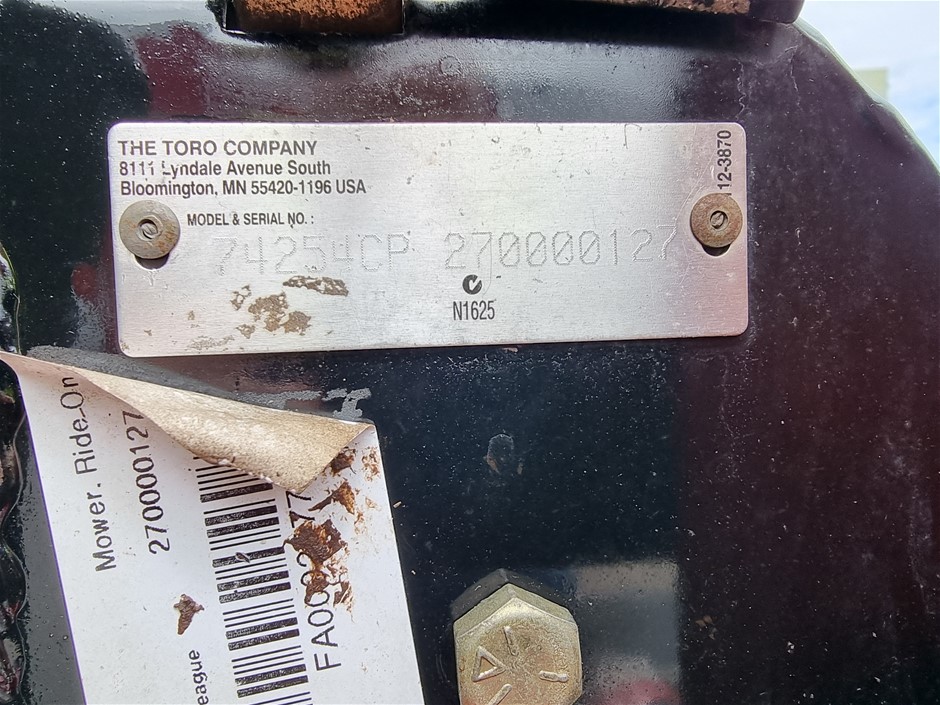 THE TORO COMPANY
8111 Lyndale Avenue South
Bloomington, MN 55420-1196 USA
MODEL & SERIAL NO. :
74254CP 270000127
N1625
112-3870
Mower. Ride-On
270000127